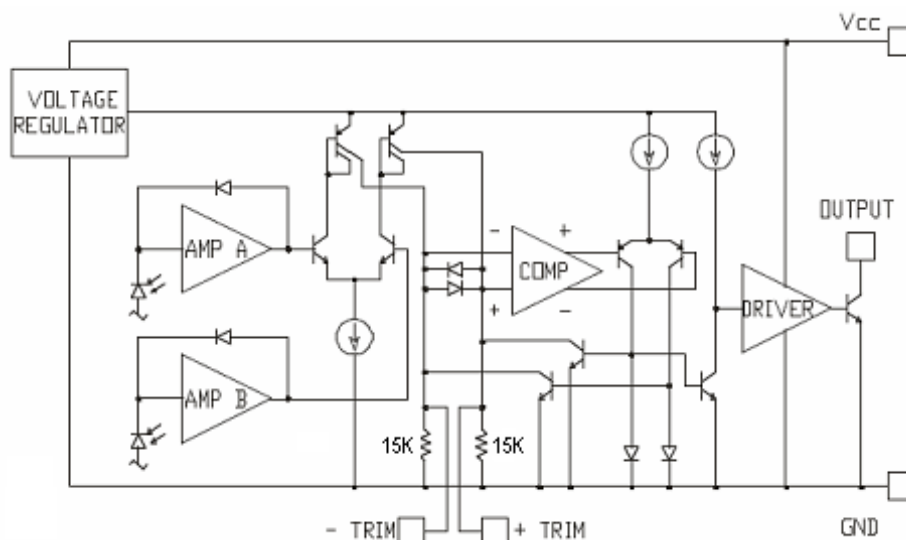 Vcc
VOLTAGE
REGULATOR
OUTPUT
AMP A
- +
COMP
+ -
DRIVER
AMP B
15K 15K
- TRIM + TRIM
GND